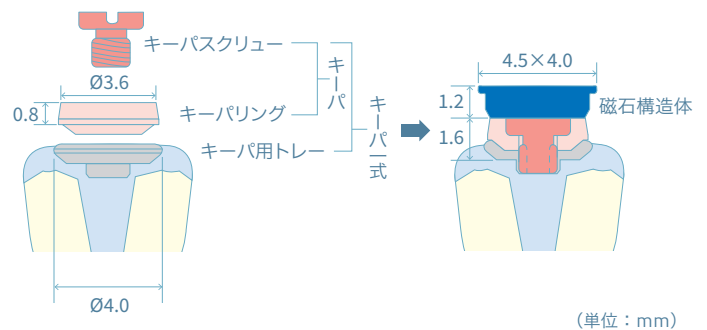 キーパスクリュー
Ø3.6
0.8
キーパリング
キーパ用トレー
キーパ
キーパ一式
Ø4.0
4.5×4.0
1.2
磁石構造体
1.6
（単位：mm）